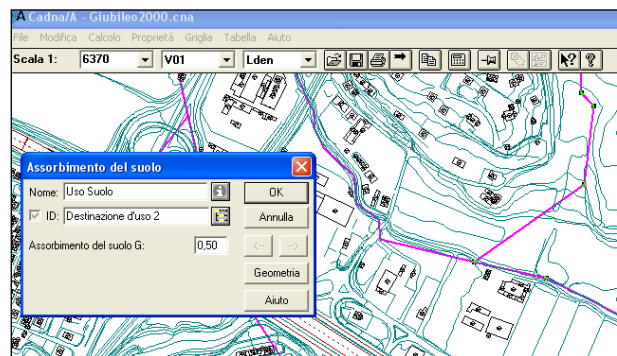 Cadna/A - Giubileo2000.cna
File Modifica Calcolo Proprietà Griglia Tabella Aiuto
Scala 1: 6370 V01 Lden
Assorbimento del suolo
Nome: Uso Suolo OK
ID: Destinazione d'uso 2 Annulla
Assorbimento del suolo G: 0,50
Geometria
Aiuto